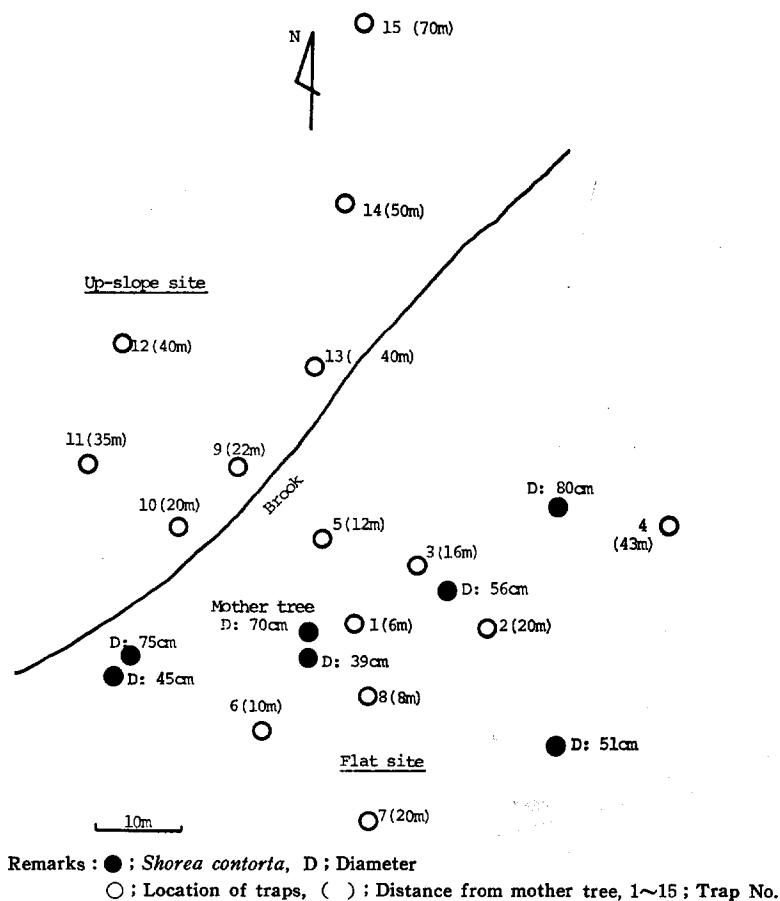 15 (70m)
N
14(50m)
Up-slope site
12(40m)
13( 40m)
11(35m)
9(22m)
D: 80cm
10(20m)
Brook
5(12m)
4
(43m)
3(16m)
D: 56cm
Mother tree
D: 70cm
1(6m)
2(20m)
D: 75cm
D: 39cm
D: 45cm
8(8m)
6(10m)
D: 51cm
Flat site
10m
7(20m)
Remarks : ● ; Shorea contorta, D ; Diameter
○ ; Location of traps, ( ) ; Distance from mother tree, 1~15 ; Trap No.